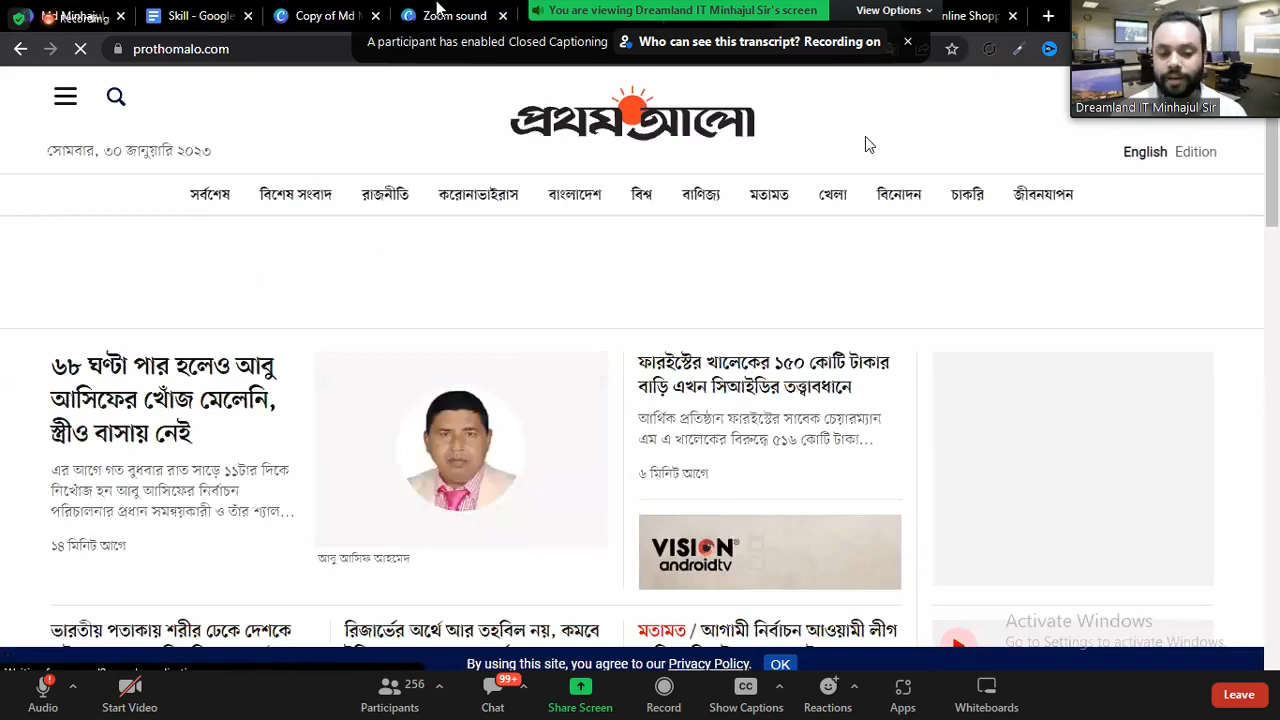 Recording
Skill - Google
Copy of Md
Zoom sound
You are viewing Dreamland IT Minhajul Sir's screen
View Options
nline Shopp
prothomalo.com
A participant has enabled Closed Captioning
Who can see this transcript? Recording on
Dreamland IT Minhajul Sir
প্রথম আলো
সোমবার, ৩০ জানুয়ারি ২০২৩
English Edition
সর্বশেষ বিশেষ সংবাদ রাজনীতি করোনাভাইরাস বাংলাদেশ বিশ্ব বাণিজ্য মতামত খেলা বিনোদন চাকরি জীবনযাপন
৬৮ ঘণ্টা পার হলেও আবু
আসিফের খোঁজ মেলেনি,
স্ত্রীও বাসায় নেই
এর আগে গত বুধবার রাত সাড়ে ১১টার দিকে
নিখোঁজ হন আবু আসিফের নির্বাচন
পরিচালনার প্রধান সমন্বয়কারী ও তাঁর শ্যাল...
১৪ মিনিট আগে
আবু আসিফ আহমেদ
ফারইস্টের খালেকের ১৫০ কোটি টাকার
বাড়ি এখন সিআইডির তত্ত্বাবধানে
আর্থিক প্রতিষ্ঠান ফারইস্টের সাবেক চেয়ারম্যান
এম এ খালেকের বিরুদ্ধে ৫১৬ কোটি টাকা...
৬ মিনিট আগে
VISION
androidtv
ভারতীয় পতাকায় শরীর ঢেকে দেশকে
রিজার্ভের অর্থে আর তহবিল নয়, কমবে
মতামত / আগামী নির্বাচন আওয়ামী লীগ
Activate Windows
Go to Settings to activate Windows.
By using this site, you agree to our Privacy Policy. OK
256
99+
CC
Audio
Start Video
Participants
Chat
Share Screen
Record
Show Captions
Reactions
Apps
Whiteboards
Leave